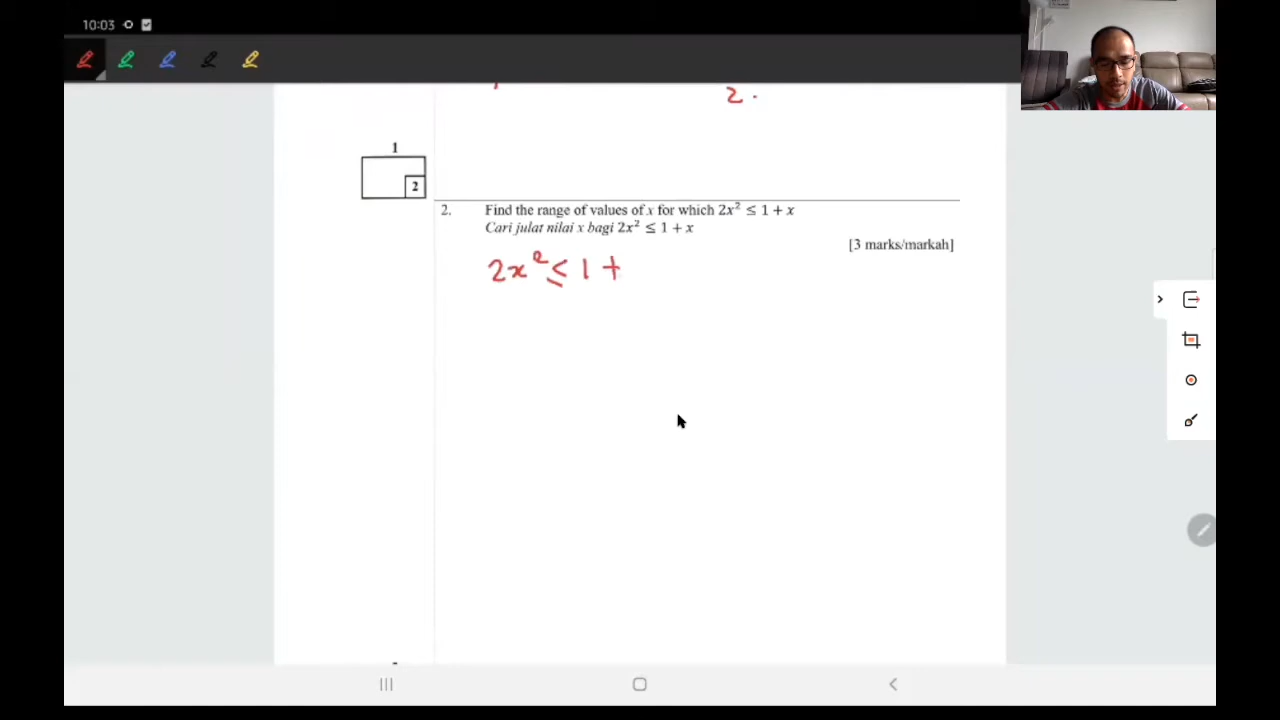 10:03
2.
1
2
2. Find the range of values of x for which 2x² ≤ 1 + x
Cari julat nilai x bagi 2x² ≤ 1 + x
[3 marks/markah]
2x² ≤ 1 +